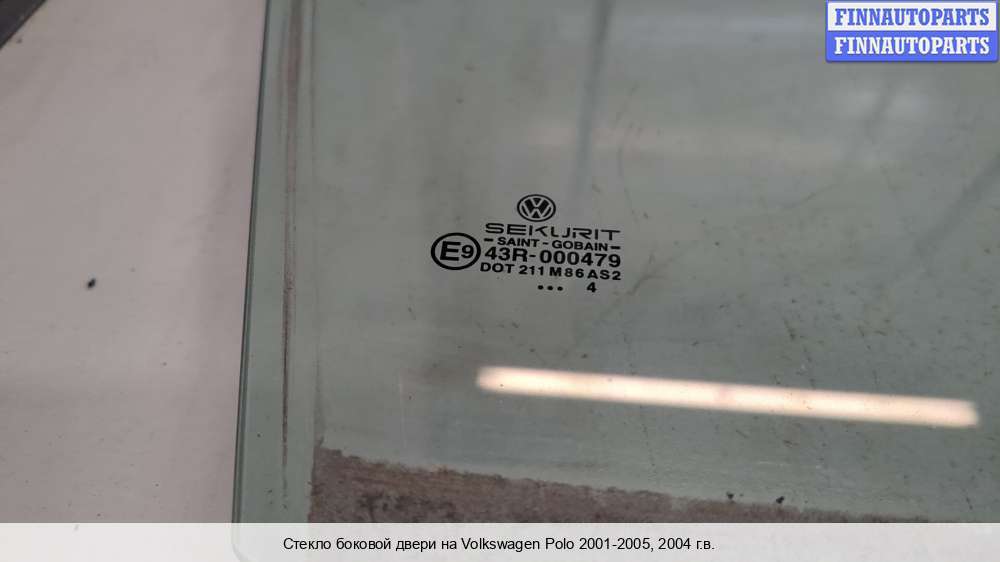 FINNAUTOPARTS
FINNAUTOPARTS
SEKURIT
- SAINT - GOBAIN -
E9 43R-000479
DOT 211 M86 AS2
... 4
Стекло боковой двери на Volkswagen Polo 2001-2005, 2004 г.в.